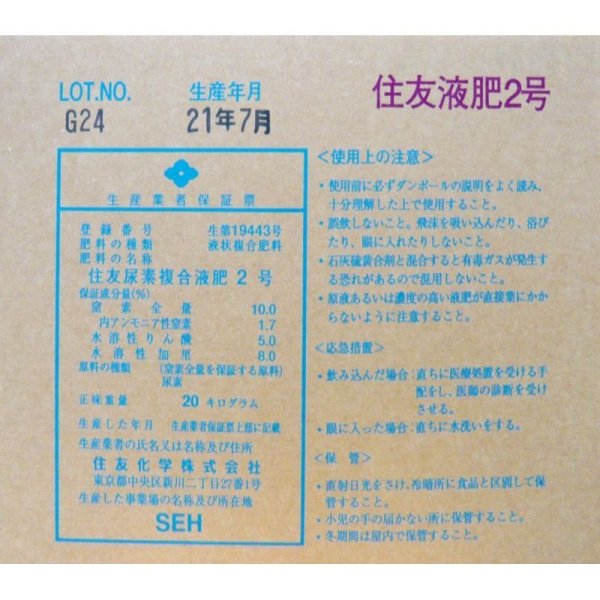 LOT.NO. 生産年月 住友液肥2号
G24 21年7月
生産業者保証票
登録番号 生第19443号
肥料の種類 液状複合肥料
肥料の名称
住友尿素複合液肥 2 号
保証成分量(%)
窒素全量 10.0
内アンモニア性窒素 1.7
水溶性りん酸 5.0
水溶性加里 8.0
原料の種類 (窒素全量を保証する原料)
尿素
正味重量 20 キログラム
生産した年月 生産業者保証票上部に記載
生産業者の氏名又は名称及び住所
住友化学株式会社
東京都中央区新川二丁目27番1号
生産した事業場の名称及び所在地
SEH
<使用上の注意>
・使用前に必ずダンボールの説明をよく読み、
十分理解した上で使用すること。
・誤飲しないこと。飛沫を吸い込んだり、浴び
たり、眼に入れたりしないこと。
・石灰硫黄合剤と混合すると有毒ガスが発生す
る恐れがあるので混用しないこと。
・原液あるいは濃度の高い液肥が直接葉にかか
らないように注意すること。
<応急措置>
・飲み込んだ場合:直ちに医療処置を受ける手
配をし、医師の診断を受け
させる。
・眼に入った場合:直ちに水洗いをする。
<保 管>
・直射日光をさけ、冷暗所に食品と区別して保
管すること。
・小児の手の届かない所に保管すること。
・冬期間は屋内で保管すること。